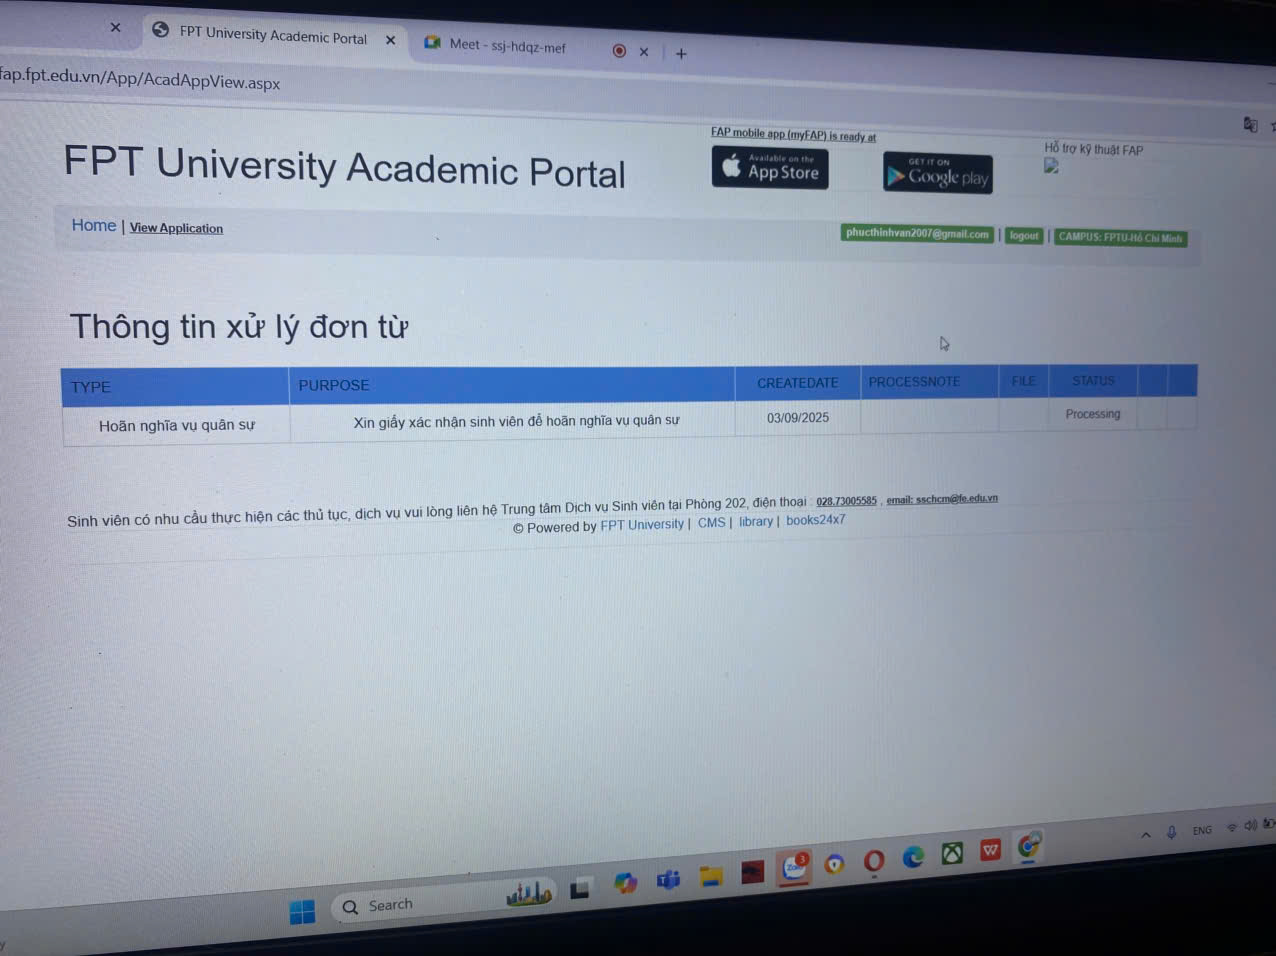 FPT University Academic Portal
Meet - ssj-hdqz-mef
fap.fpt.edu.vn/App/AcadAppView.aspx
FPT University Academic Portal
FAP mobile app (myFAP) is ready at
Available on the
App Store
GET IT ON
Google play
Hỗ trợ kỹ thuật FAP
Home | View Application
phucthinhvan2007@gmail.com | logout | CAMPUS: FPTU-Hồ Chí Minh
Thông tin xử lý đơn từ
TYPE PURPOSE CREATEDATE PROCESSNOTE FILE STATUS
Hoãn nghĩa vụ quân sự Xin giấy xác nhận sinh viên để hoãn nghĩa vụ quân sự 03/09/2025 Processing
Sinh viên có nhu cầu thực hiện các thủ tục, dịch vụ vui lòng liên hệ Trung tâm Dịch vụ Sinh viên tại Phòng 202, điện thoại : 028.73005585 , email: sschcm@fe.edu.vn
© Powered by FPT University | CMS | library | books24x7
Search
Zalo
3
ENG